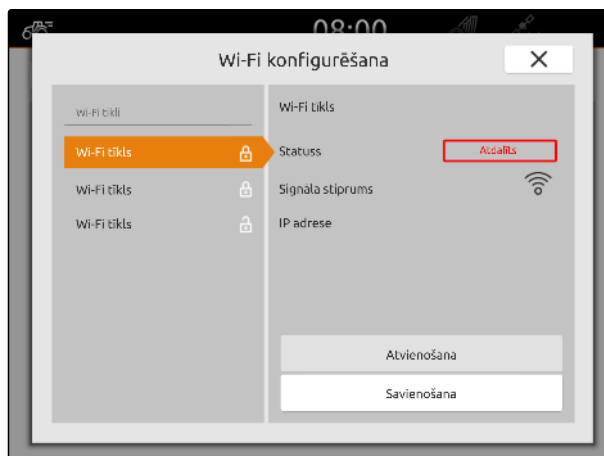 08:00
Wi-Fi konfigurēšana
Wi-Fi tīkli
Wi-Fi tīkls
Wi-Fi tīkls
Wi-Fi tīkls
Wi-Fi tīkls
Statuss
Atdalīts
Signāla stiprums
IP adrese
Atvienošana
Savienošana